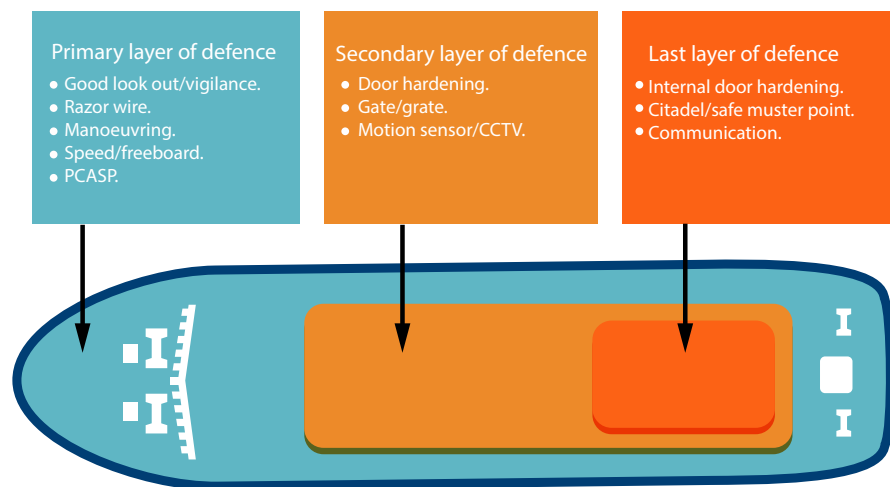 Primary layer of defence
● Good look out/vigilance.
● Razor wire.
● Manoeuvring.
● Speed/freeboard.
● PCASP.
Secondary layer of defence
● Door hardening.
● Gate/grate.
● Motion sensor/CCTV.
Last layer of defence
● Internal door hardening.
● Citadel/safe muster point.
● Communication.